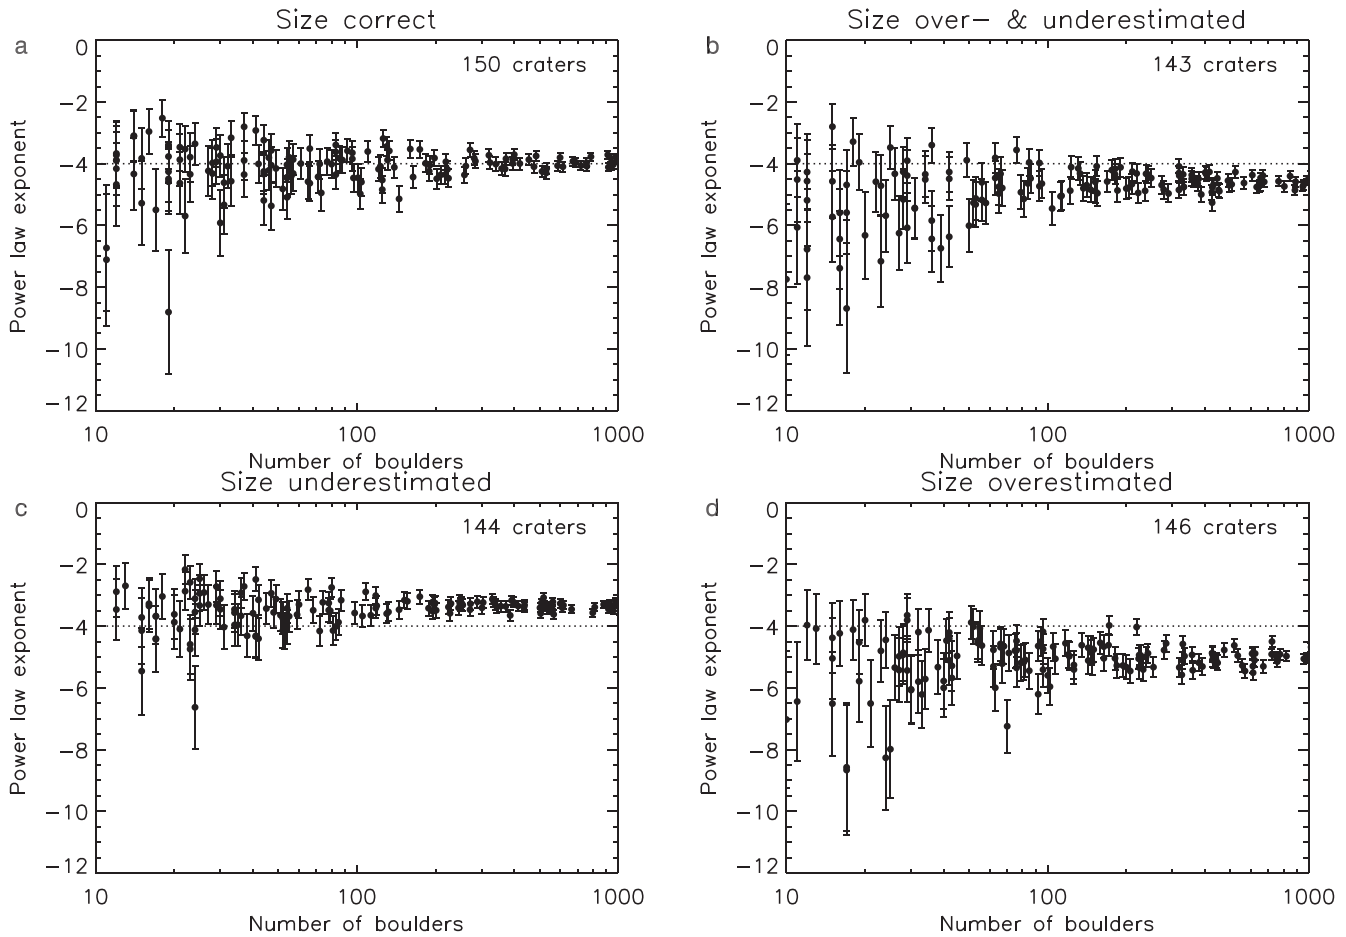 Size correct
a
150 craters
Power law exponent
0
−2
−4
−6
−8
−10
−12
10
100
1000
Number of boulders
Size over− & underestimated
b
143 craters
Power law exponent
0
−2
−4
−6
−8
−10
−12
10
100
1000
Number of boulders
Size underestimated
c
144 craters
Power law exponent
0
−2
−4
−6
−8
−10
−12
10
100
1000
Number of boulders
Size overestimated
d
146 craters
Power law exponent
0
−2
−4
−6
−8
−10
−12
10
100
1000
Number of boulders